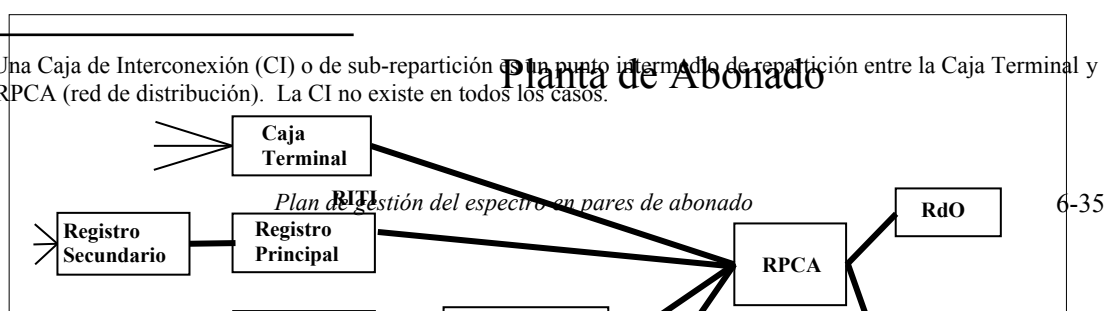 Planta de Abonado
Una Caja de Interconexión (CI) o de sub-repartición es un punto intermedio de repartición entre la Caja Terminal y
RPCA (red de distribución). La CI no existe en todos los casos.
Caja
Terminal
RITI
Plan de gestión del espectro en pares de abonado
6-35
RdO
Registro
Secundario
Registro
Principal
RPCA